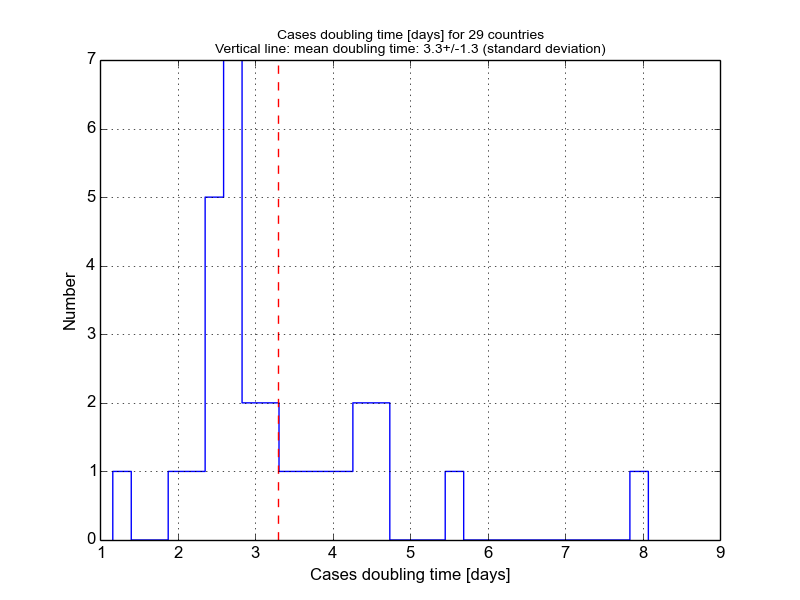 Cases doubling time [days] for 29 countries
Vertical line: mean doubling time: 3.3+/-1.3 (standard deviation)
7
6
5
4
3
2
1
0
Number
1 2 3 4 5 6 7 8 9
Cases doubling time [days]